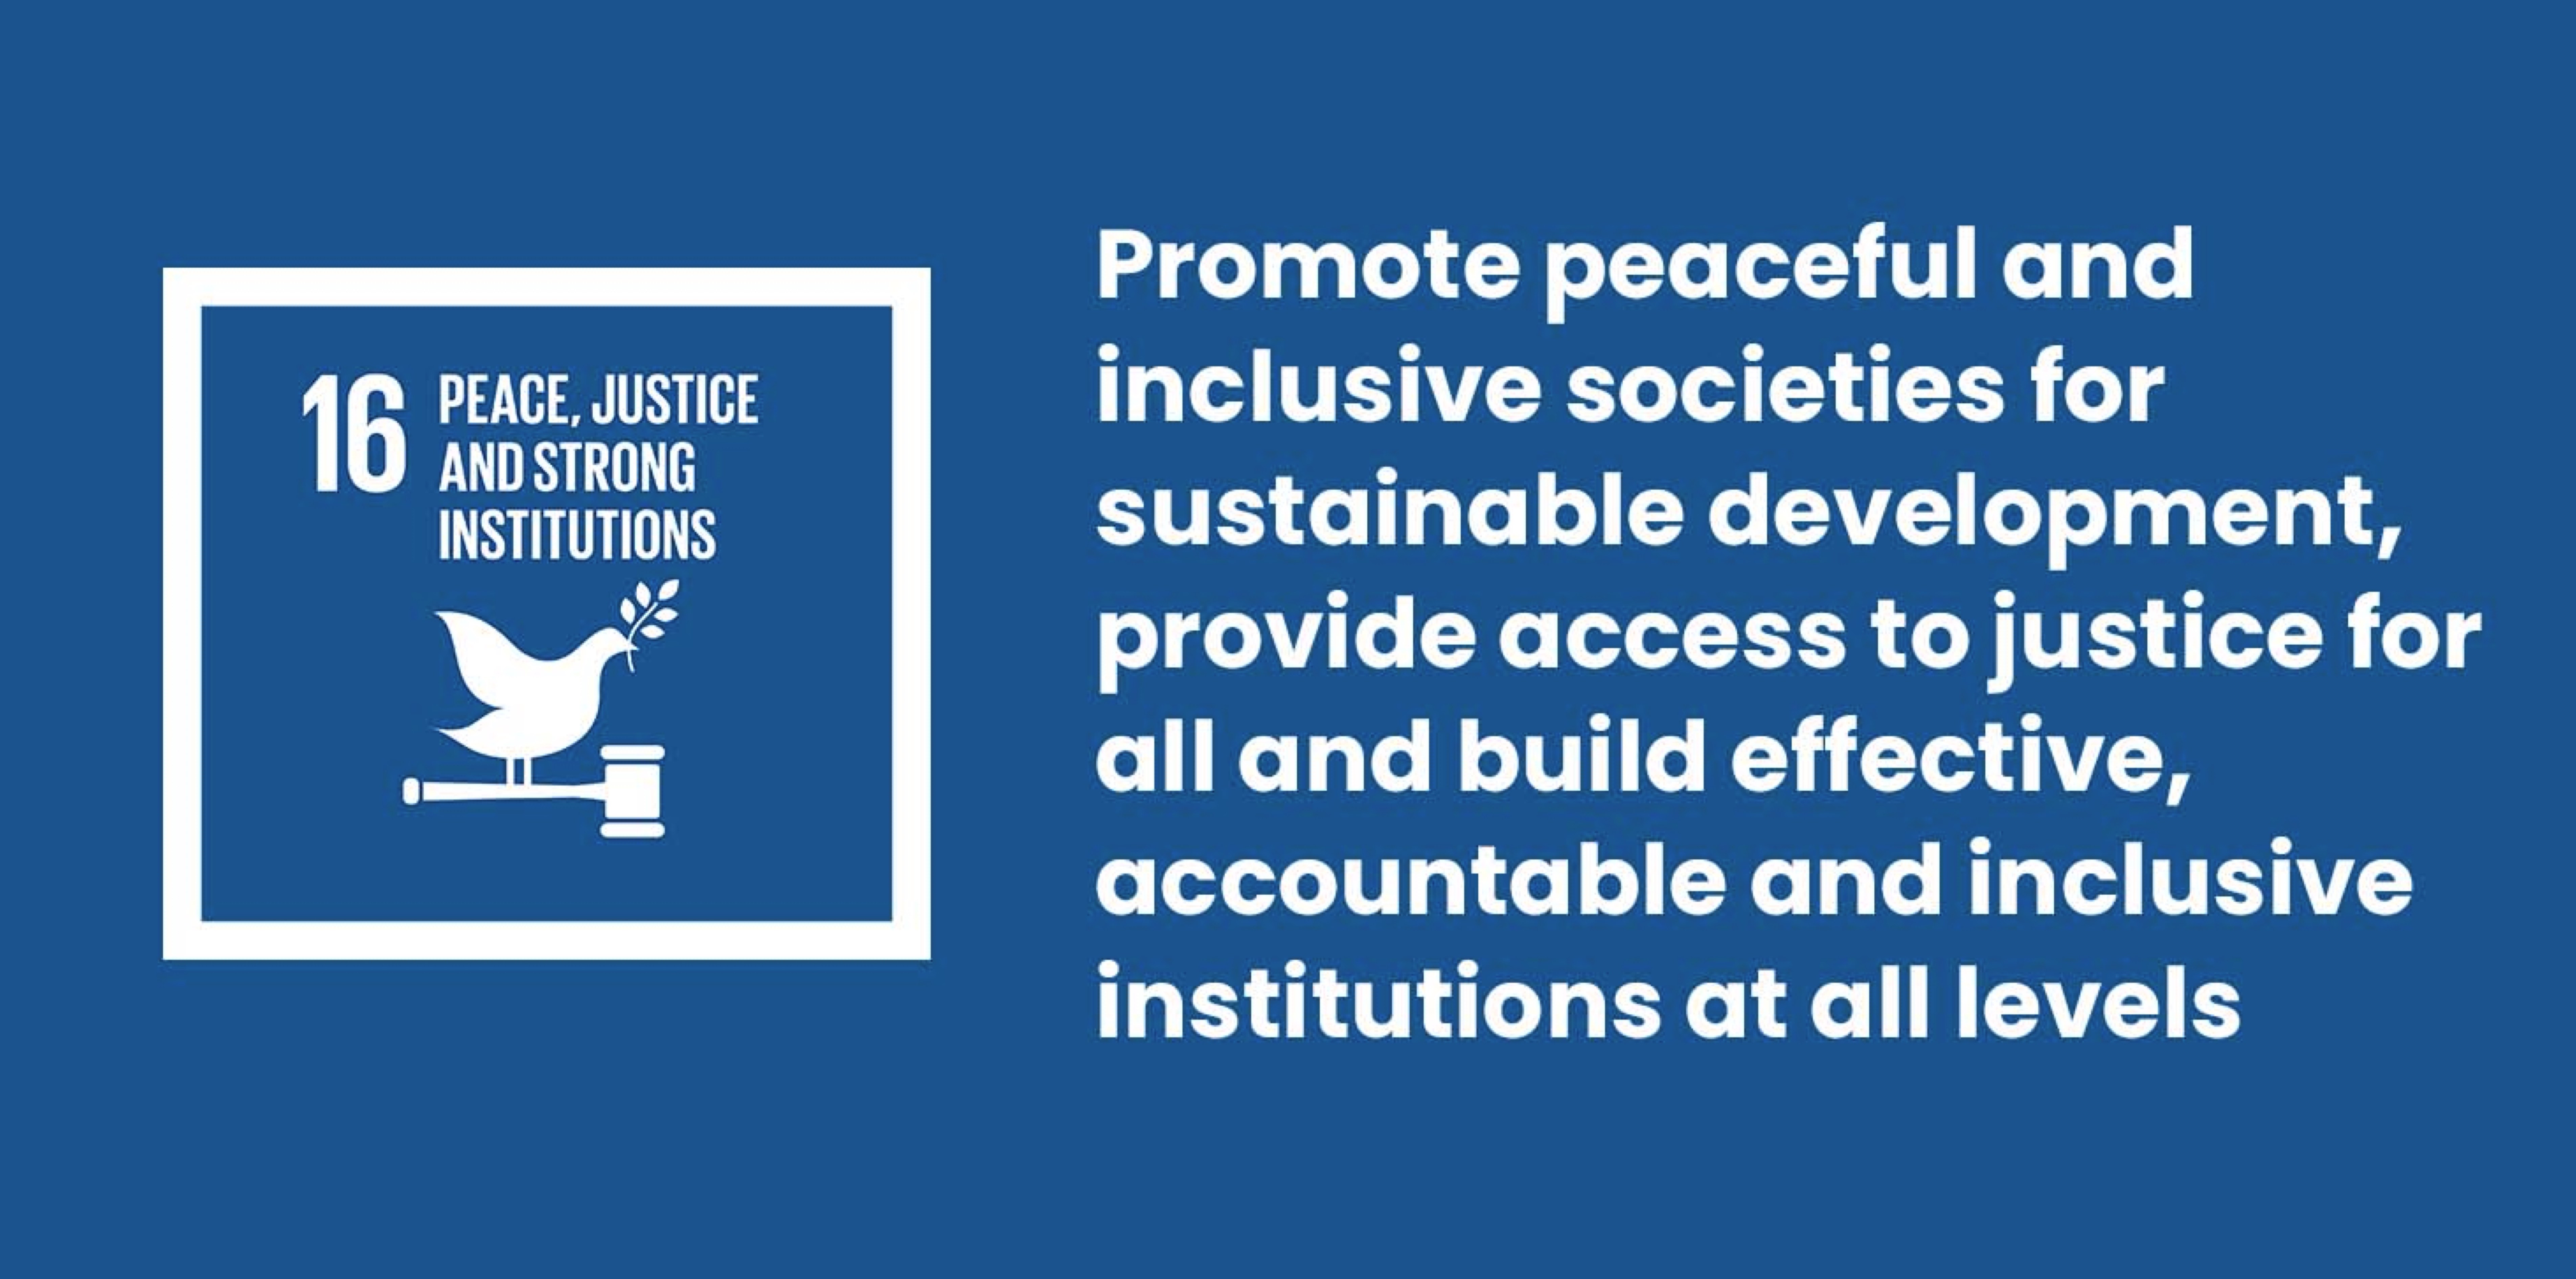 16
PEACE, JUSTICE
AND STRONG
INSTITUTIONS
Promote peaceful and
inclusive societies for
sustainable development,
provide access to justice for
all and build effective,
accountable and inclusive
institutions at all levels